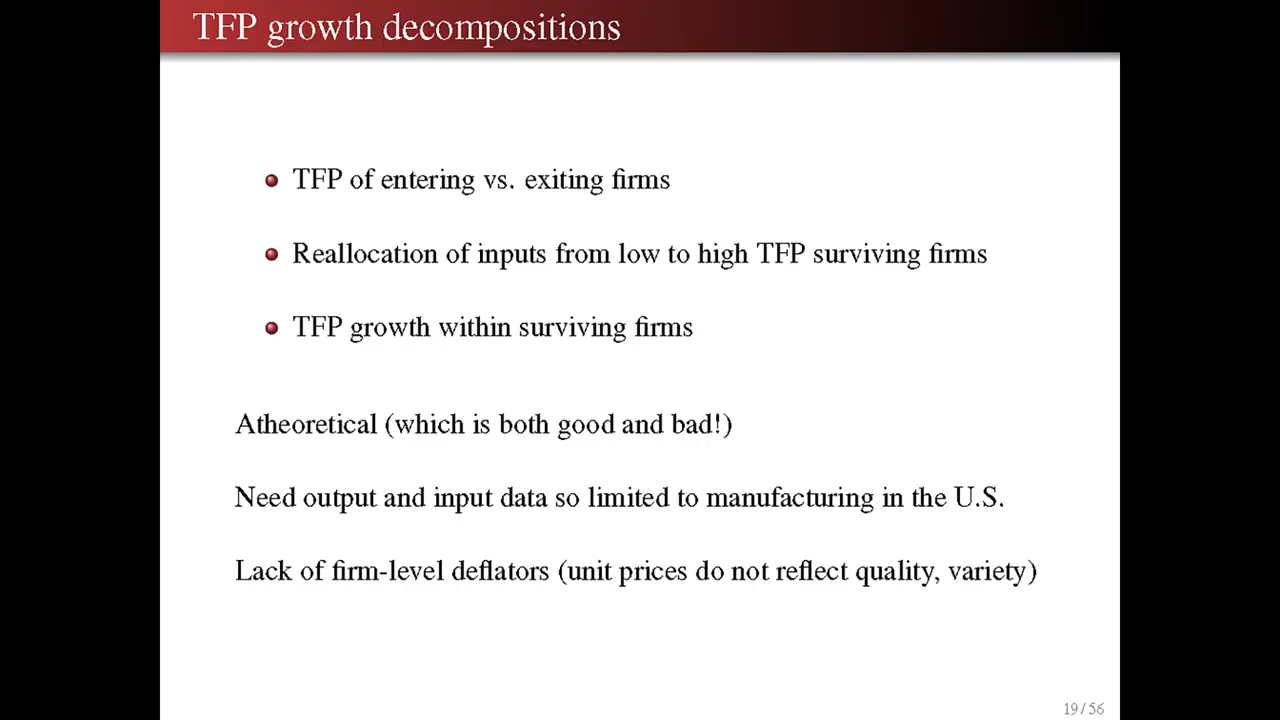 TFP growth decompositions
TFP of entering vs. exiting firms
Reallocation of inputs from low to high TFP surviving firms
TFP growth within surviving firms
Atheoretical (which is both good and bad!)
Need output and input data so limited to manufacturing in the U.S.
Lack of firm-level deflators (unit prices do not reflect quality, variety)
19 / 56